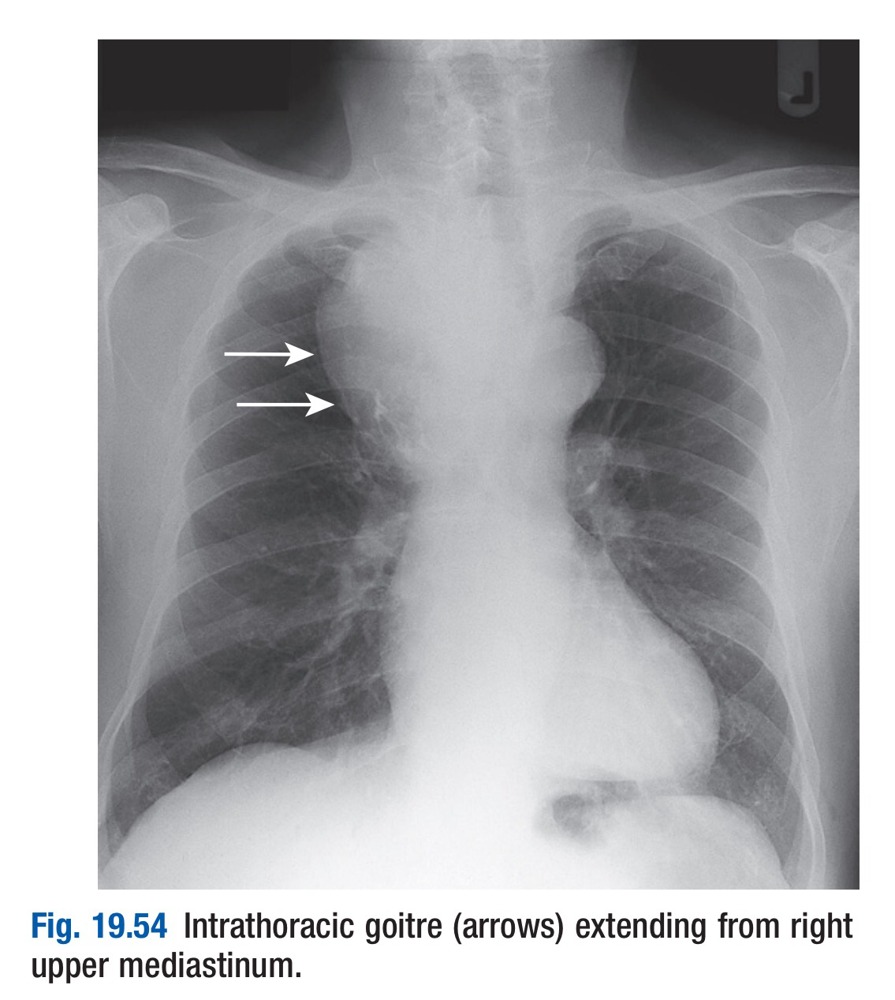 L
Fig. 19.54 Intrathoracic goitre (arrows) extending from right
upper mediastinum.